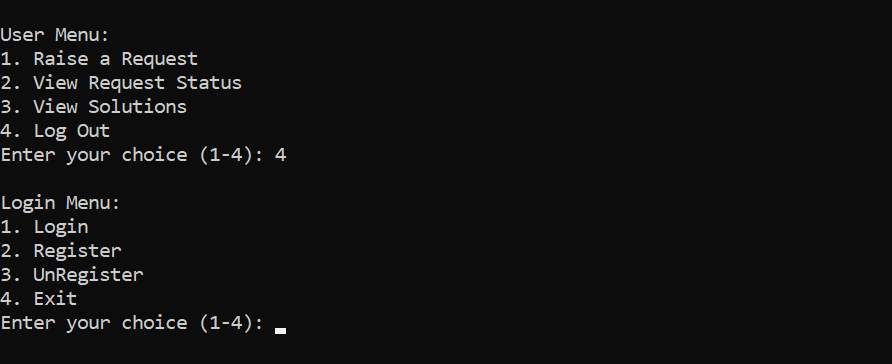 User Menu:
1. Raise a Request
2. View Request Status
3. View Solutions
4. Log Out
Enter your choice (1-4): 4
Login Menu:
1. Login
2. Register
3. UnRegister
4. Exit
Enter your choice (1-4):